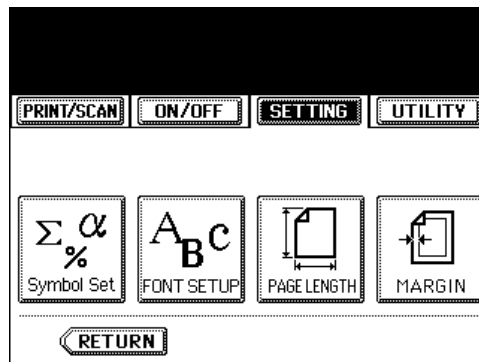 PRINT/SCAN ON/OFF SETTING UTILITY
Σ α % A B C
Symbol Set FONT SETUP PAGE LENGTH MARGIN
RETURN